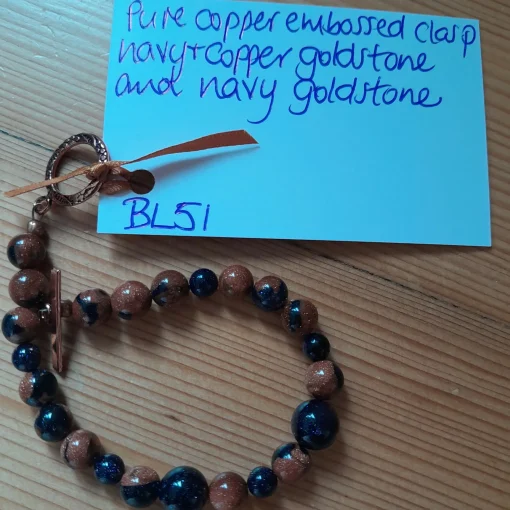 Pure copper embossed clasp
navy+copper goldstone
and navy goldstone
BL51